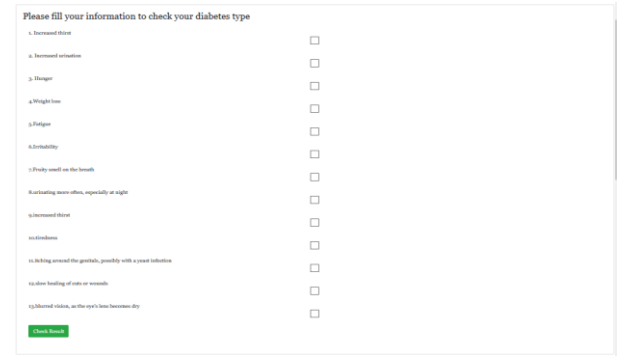 Please fill your information to check your diabetes type
1. Increased thirst
2. Increased urination
3. Hunger
4.Weight loss
5.Fatigue
6.Irritability
7.Fruity smell on the breath
8.urinating more often, especially at night
9.increased thirst
10.tiredness
11.itching around the genitals, possibly with a yeast infection
12.slow healing of cuts or wounds
13.blurred vision, as the eye's lens becomes dry
Check Result